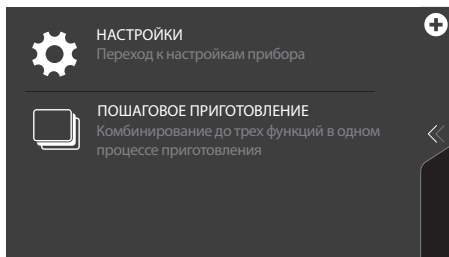 НАСТРОЙКИ
Переход к настройкам прибора
ПОШАГОВОЕ ПРИГОТОВЛЕНИЕ
Комбинирование до трех функций в одном
процессе приготовления